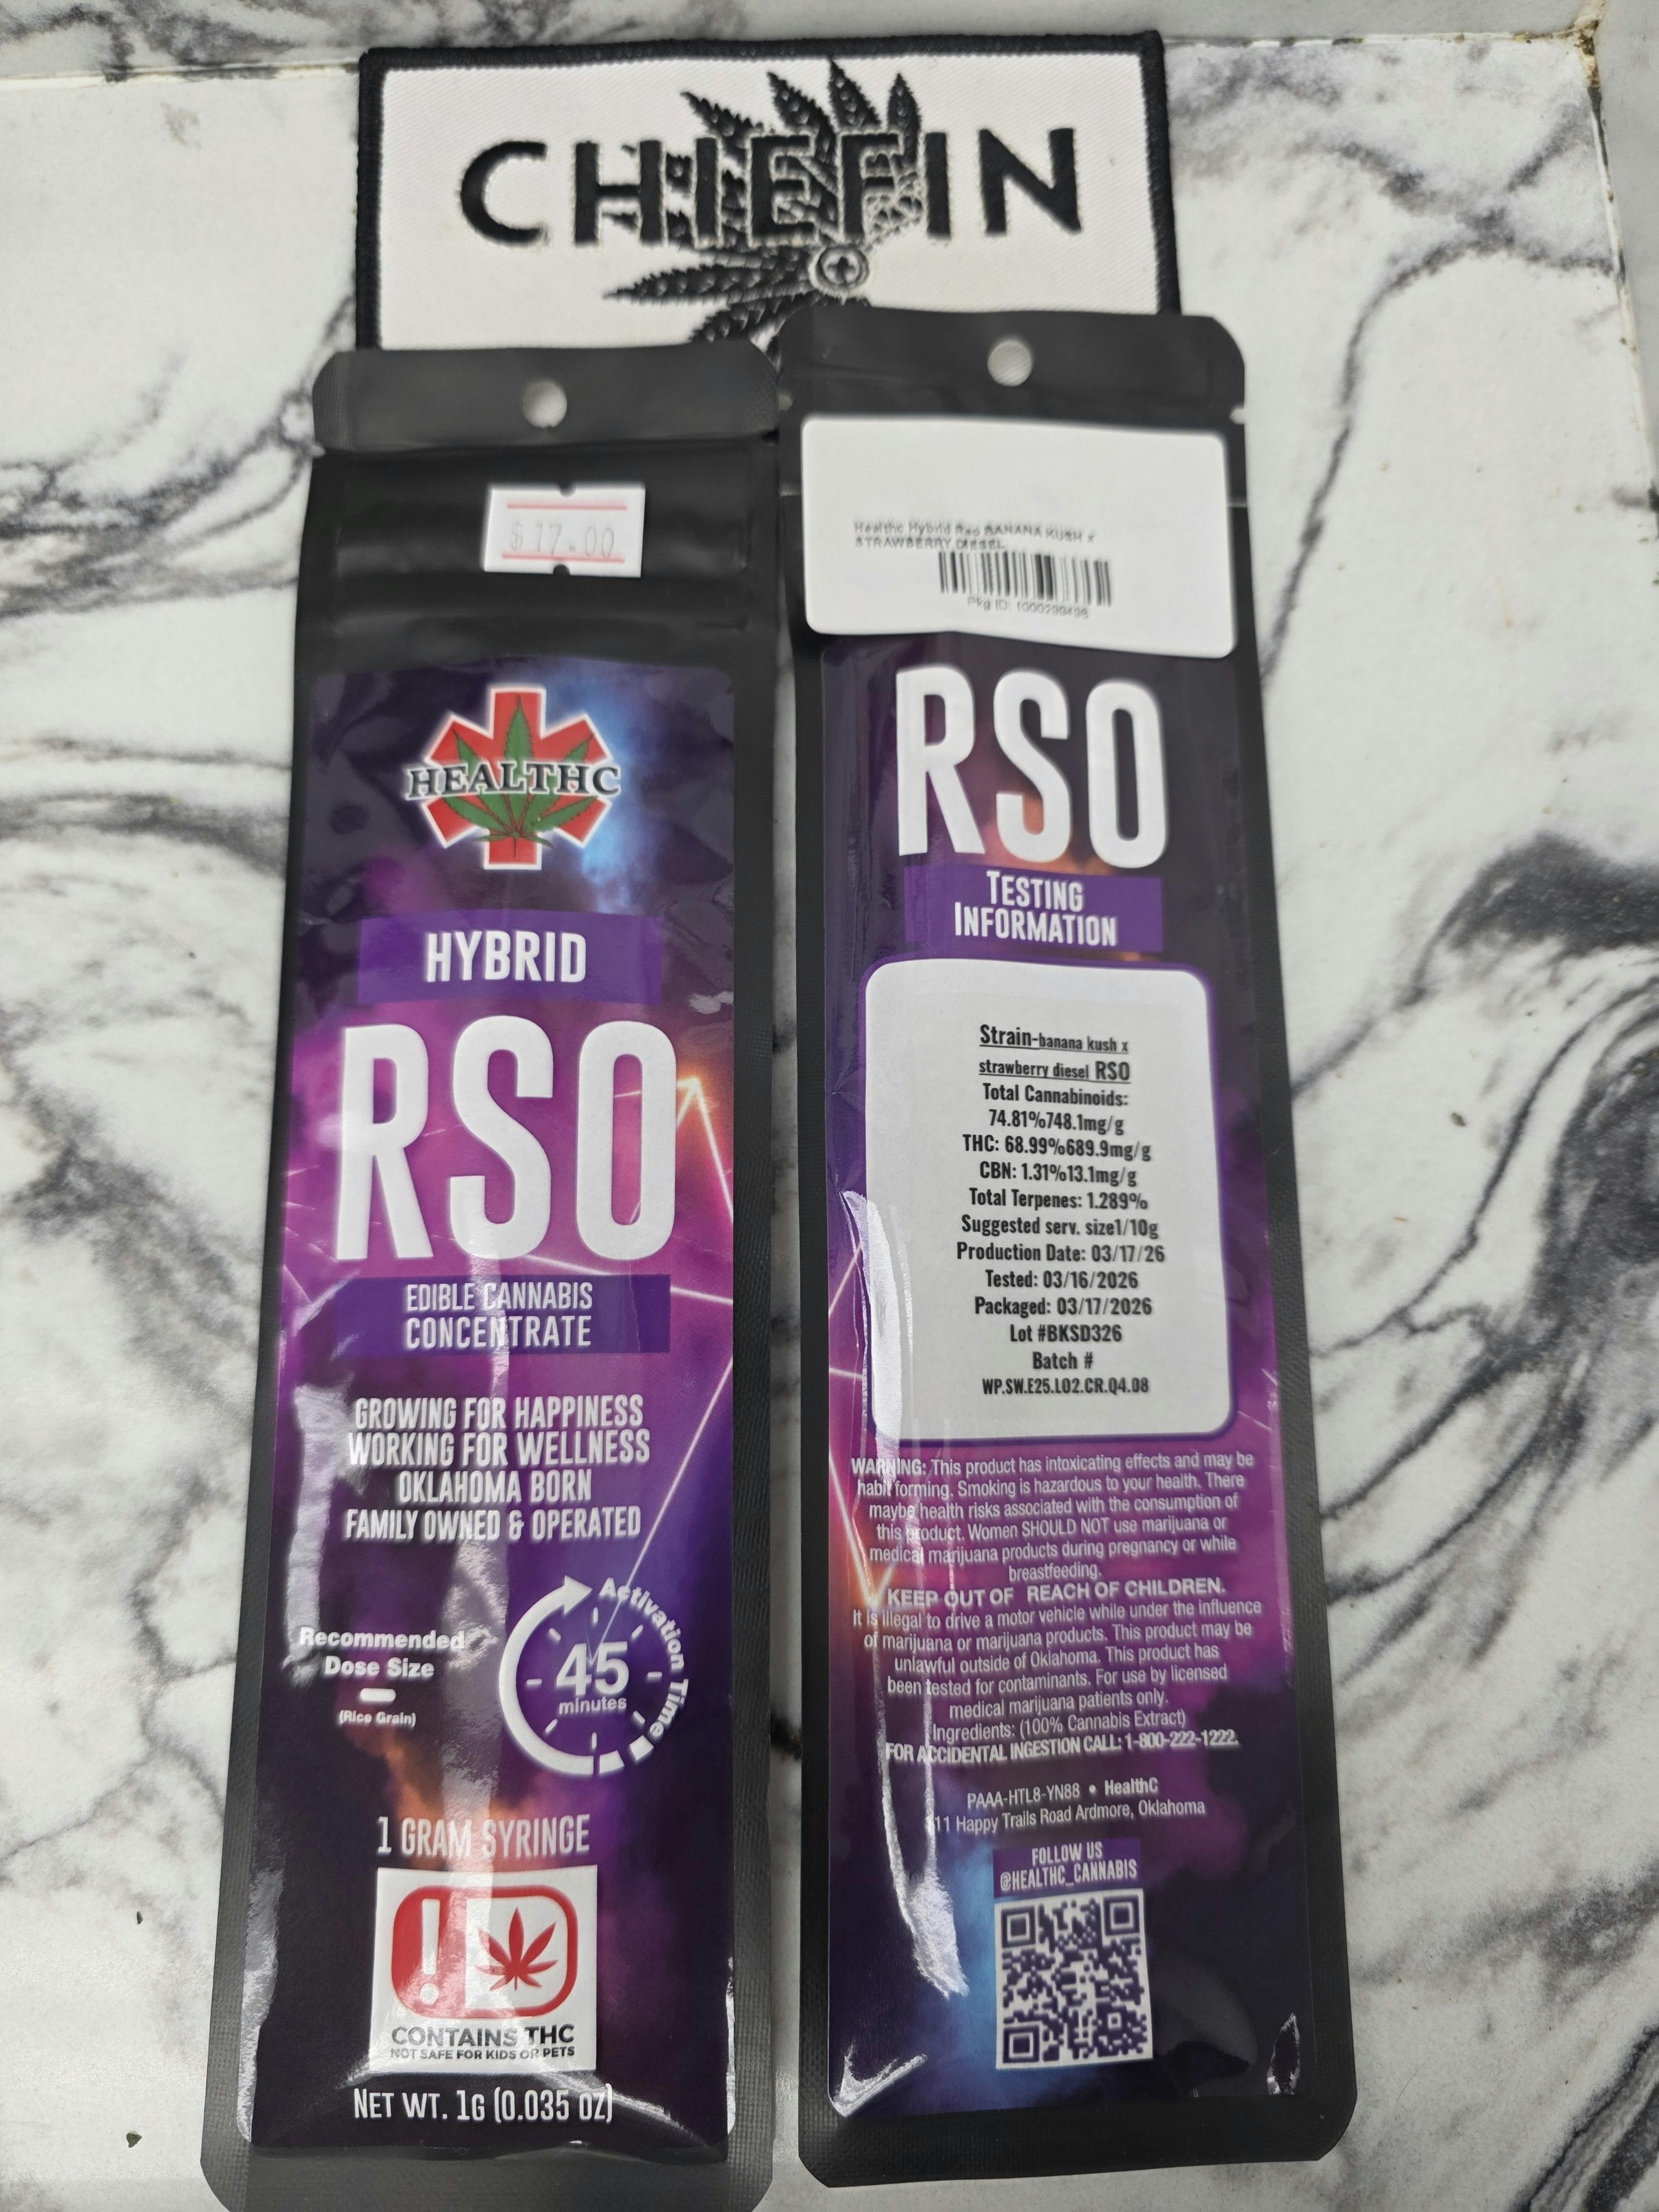 CHIEFIN
$17.00
HEALTHC
HYBRID
RSO
EDIBLE CANNABIS
CONCENTRATE
GROWING FOR HAPPINESS
WORKING FOR WELLNESS
OKLAHOMA BORN
FAMILY OWNED & OPERATED
Recommended
Dose Size
(Rice Grain)
Activation Time
45
minutes
1 GRAM SYRINGE
CONTAINS THC
NOT SAFE FOR KIDS OR PETS
NET WT. 1G (0.035 OZ)
Healthc Hybrid Rso BANANA KUSH x
STRAWBERRY DIESEL
Pkg ID:
RSO
TESTING
INFORMATION
Strain-banana kush x
strawberry diesel RSO
Total Cannabinoids:
74.81%748.1mg/g
THC: 68.99%689.9mg/g
CBN: 1.31%13.1mg/g
Total Terpenes: 1.289%
Suggested serv. size1/10g
Production Date: 03/17/26
Tested: 03/16/2026
Packaged: 03/17/2026
Lot #BKSD326
Batch #
WP.SW.E25.LO2.CR.Q4.08
WARNING: This product has intoxicating effects and may be
habit forming. Smoking is hazardous to your health. There
maybe health risks associated with the consumption of
this product. Women SHOULD NOT use marijuana or
medical marijuana products during pregnancy or while
breastfeeding.
KEEP OUT OF REACH OF CHILDREN.
It is illegal to drive a motor vehicle while under the influence
of marijuana or marijuana products. This product may be
unlawful outside of Oklahoma. This product has
been tested for contaminants. For use by licensed
medical marijuana patients only.
Ingredients: (100% Cannabis Extract)
FOR ACCIDENTAL INGESTION CALL: 1-800-222-1222.
PAAA-HTL8-YN88 • HealthC
11 Happy Trails Road Ardmore, Oklahoma
FOLLOW US
@HEALTHC_CANNABIS